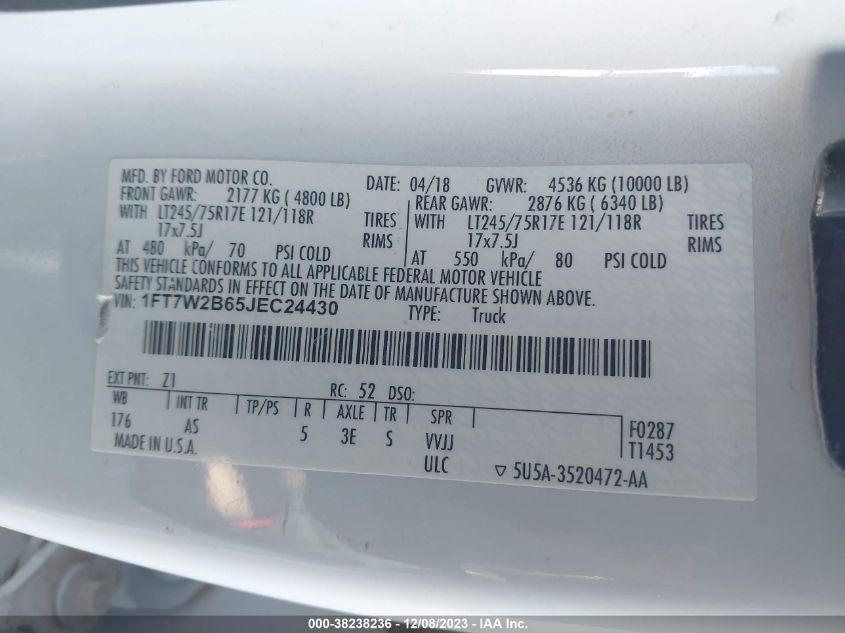 MFD. BY FORD MOTOR CO. DATE: 04/18 GVWR: 4536 KG (10000 LB)
FRONT GAWR: 2177 KG ( 4800 LB) REAR GAWR: 2876 KG ( 6340 LB)
WITH LT245/75R17E 121/118R TIRES WITH LT245/75R17E 121/118R TIRES
17x7.5J RIMS 17x7.5J RIMS
AT 480 kPa/ 70 PSI COLD AT 550 kPa/ 80 PSI COLD
THIS VEHICLE CONFORMS TO ALL APPLICABLE FEDERAL MOTOR VEHICLE
SAFETY STANDARDS IN EFFECT ON THE DATE OF MANUFACTURE SHOWN ABOVE.
VIN: 1FT7W2B65JEC24430 TYPE: Truck
EXT PNT: Z1 RC: 52 DSO:
WB INT TR TP/PS R AXLE TR SPR F0287
176 AS 5 3E S VVJJ T1453
MADE IN U.S.A. ULC ▽ 5U5A-3520472-AA
000-38238236 - 12/08/2023 - IAA Inc.